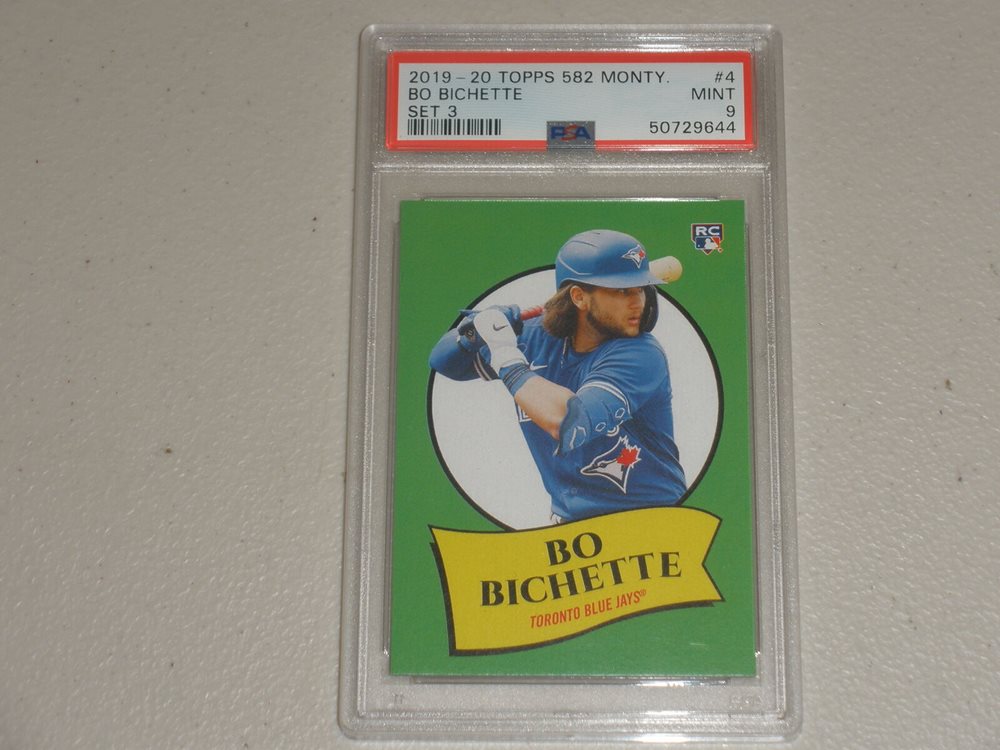 2019-20 TOPPS 582 MONTY. #4
BO BICHETTE MINT
SET 3 9
PSA 50729644
RC
BO
BICHETTE
TORONTO BLUE JAYS®